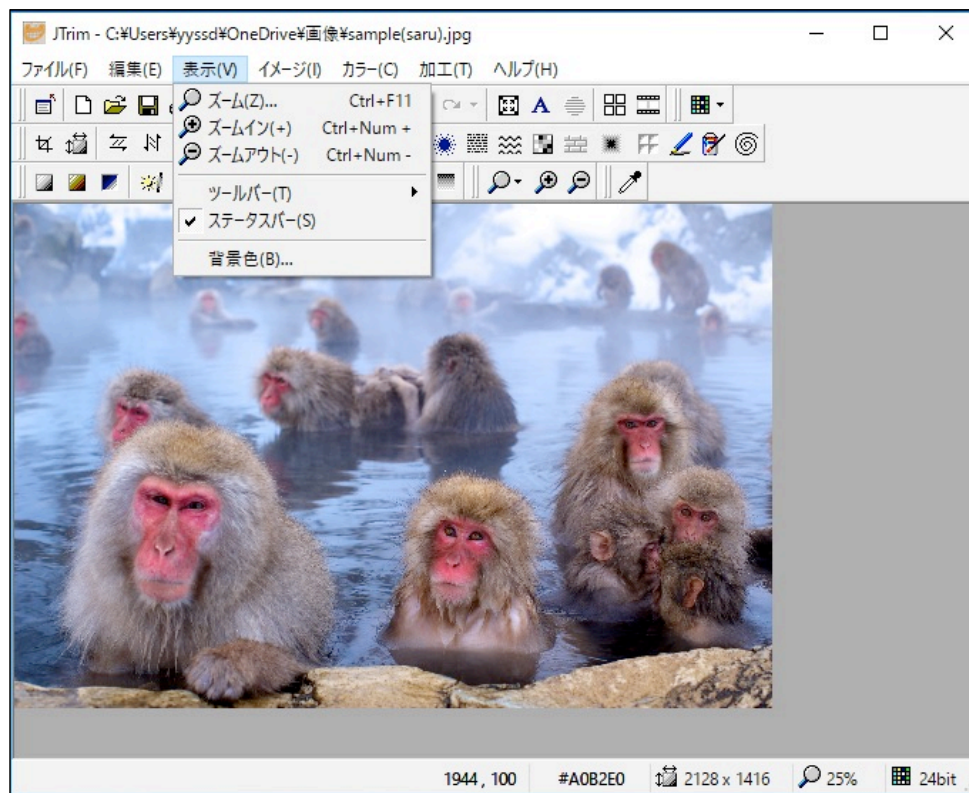 JTrim - C:¥Users¥yyssd¥OneDrive¥画像¥sample(saru).jpg
ファイル(F) 編集(E) 表示(V) イメージ(I) カラー(C) 加工(T) ヘルプ(H)
ズーム(Z)... Ctrl+F11
ズームイン(+) Ctrl+Num +
ズームアウト(-) Ctrl+Num -
ツールバー(T)
ステータスバー(S)
背景色(B)...
1944 , 100 #A0B2E0 2128 x 1416 25% 24bit